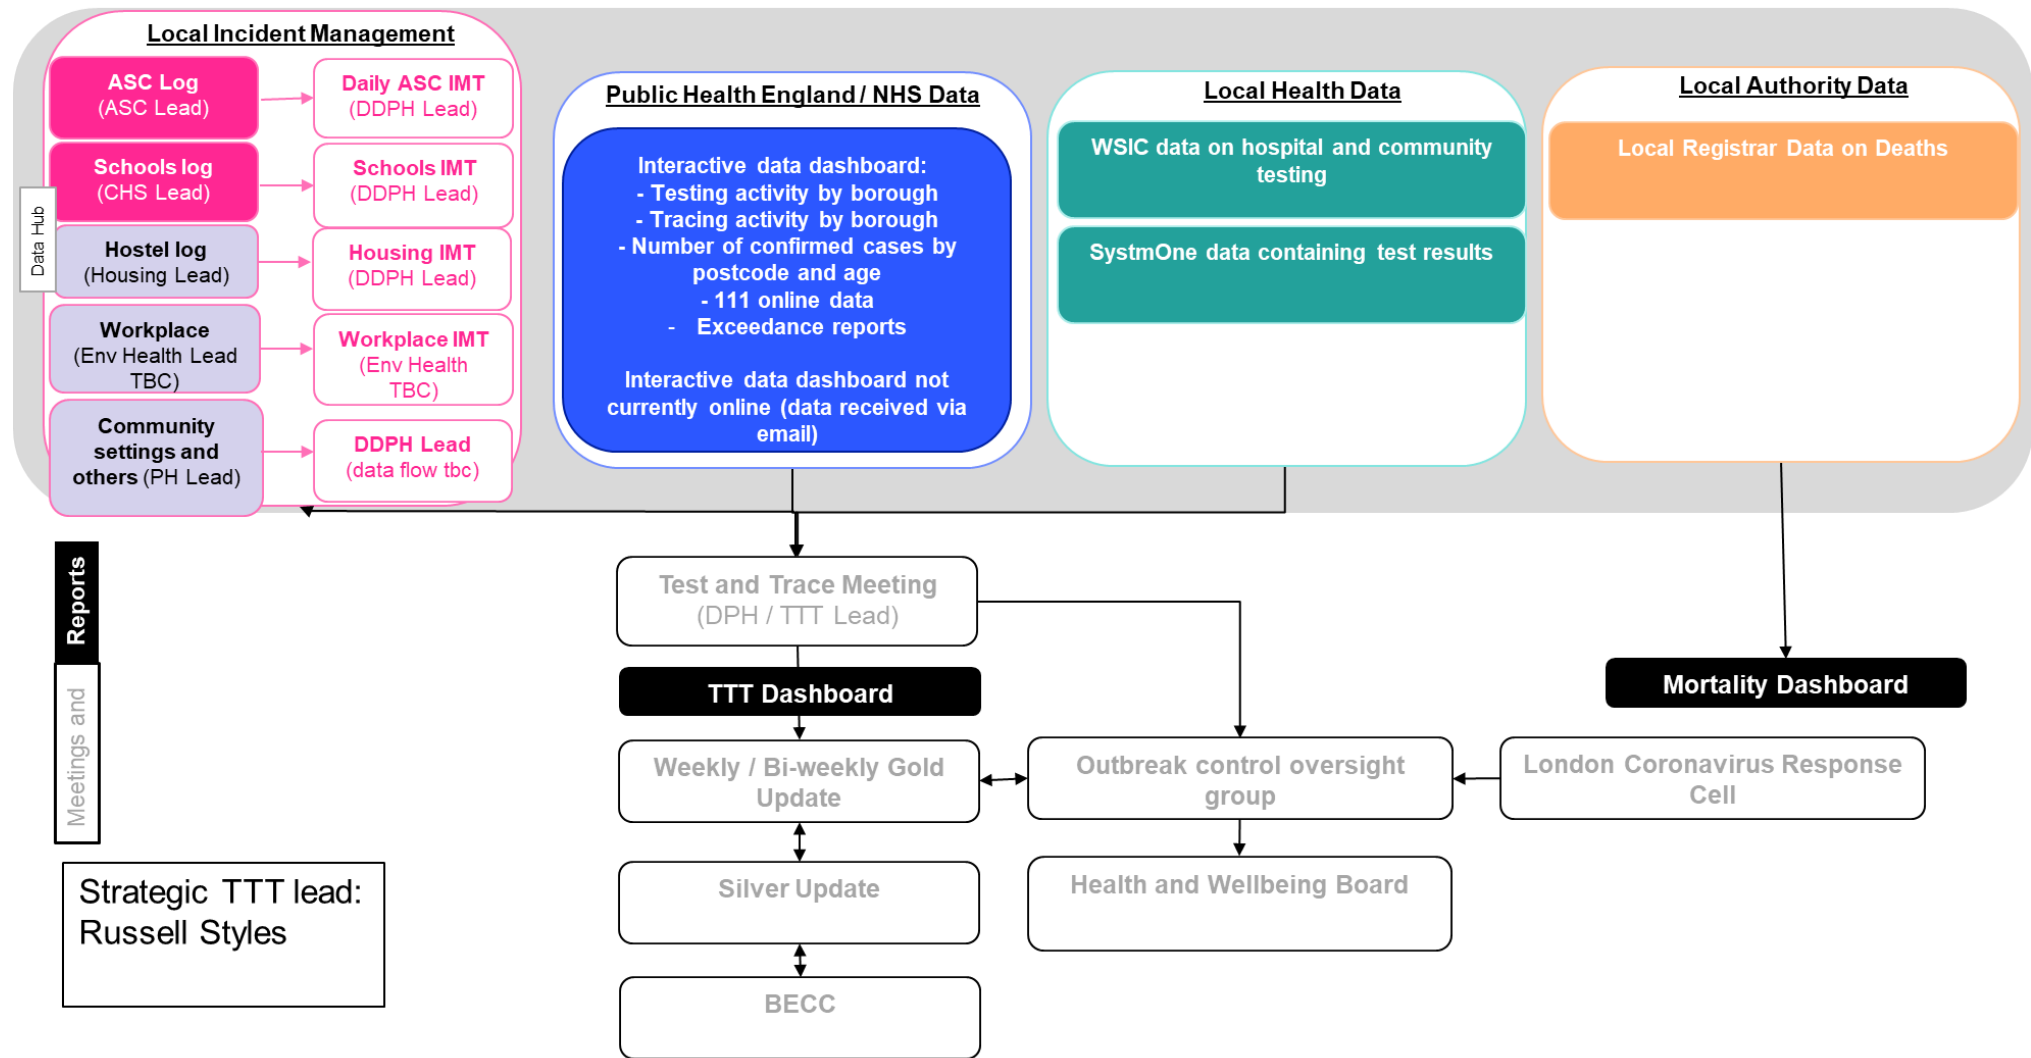 Local Incident Management
ASC Log
(ASC Lead)
Daily ASC IMT
(DDPH Lead)
Schools log
(CHS Lead)
Schools IMT
(DDPH Lead)
Hostel log
(Housing Lead)
Housing IMT
(DDPH Lead)
Workplace
(Env Health Lead
TBC)
Workplace IMT
(Env Health
TBC)
Community
settings and
others (PH Lead)
DDPH Lead
(data flow tbc)
Data Hub
Public Health England / NHS Data
Interactive data dashboard:
- Testing activity by borough
- Tracing activity by borough
- Number of confirmed cases by
postcode and age
- 111 online data
- Exceedance reports
Interactive data dashboard not
currently online (data received via
email)
Local Health Data
WSIC data on hospital and community
testing
SystmOne data containing test results
Local Authority Data
Local Registrar Data on Deaths
Reports
Meetings and
Test and Trace Meeting
(DPH / TTT Lead)
TTT Dashboard
Mortality Dashboard
Weekly / Bi-weekly Gold
Update
Outbreak control oversight
group
London Coronavirus Response
Cell
Silver Update
Health and Wellbeing Board
BECC
Strategic TTT lead:
Russell Styles